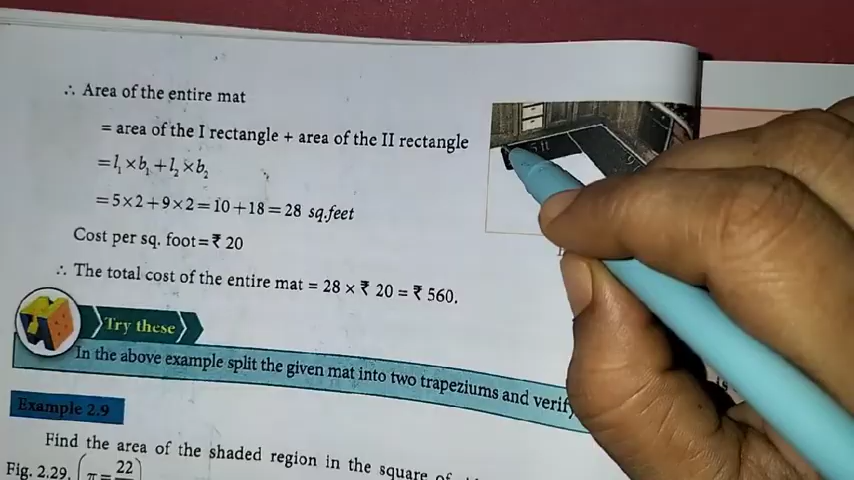 ∴ Area of the entire mat
= area of the I rectangle + area of the II rectangle
= l₁ × b₁ + l₂ × b₂
= 5 × 2 + 9 × 2 = 10 + 18 = 28 sq.feet
Cost per sq. foot = ₹ 20
∴ The total cost of the entire mat = 28 × ₹ 20 = ₹ 560.
5 ft
Try these
In the above example split the given mat into two trapeziums and verify
Example 2.9
Find the area of the shaded region in the square of
Fig. 2.29. (π = 22